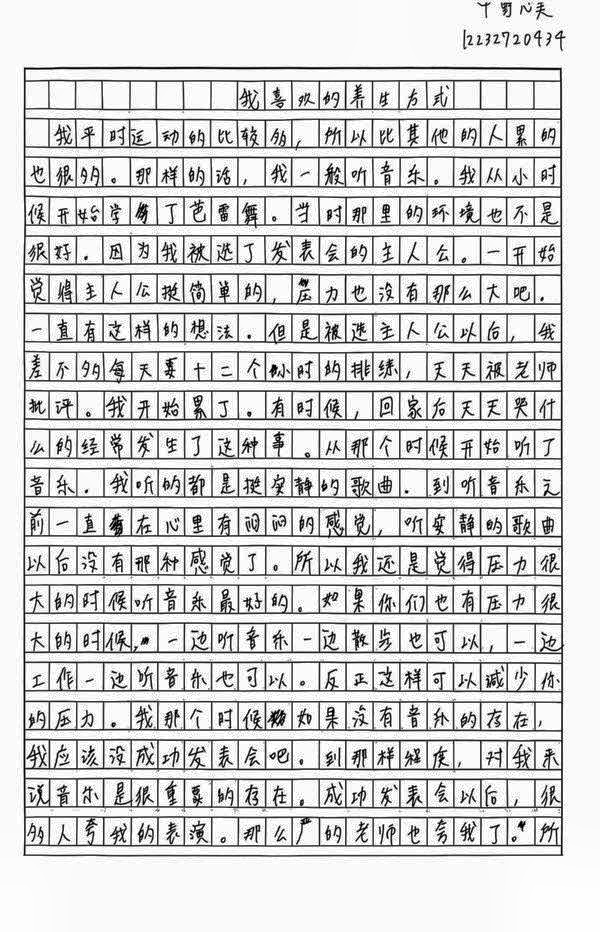 中野心美
12232720434
我喜欢的养生方式
我平时运动的比较多，所以比其他的人累的
也很多。那样的话，我一般听音乐。我从小时
候开始学了芭雷舞。当时那里的环境也不是
很好。因为我被选了发表会的主人公。一开始
觉得主人公挺简单的，压力也没有那么大吧。
一直有这样的想法。但是被选主人公以后，我
差不多每天要十二个小时的排练，天天被老师
批评。我开始累了。有时候，回家后天天哭什
么的经常发生了这种事。从那个时候开始听了
音乐。我听的都是挺安静的歌曲。到听音乐之
前一直在心里有闷闷的感觉，听安静的歌曲
以后没有那种感觉了。所以我还是觉得压力很
大的时候听音乐最好的。如果你们也有压力很
大的时候，一边听音乐一边散步也可以，一边
工作一边听音乐也可以。反正这样可以减少你
的压力。我那个时候如果没有音乐的存在，
我应该没成功发表会吧。到那样程度，对我来
说音乐是很重要的存在。成功发表会以后，很
多人夸我的表演。那么严的老师也夸我了。所